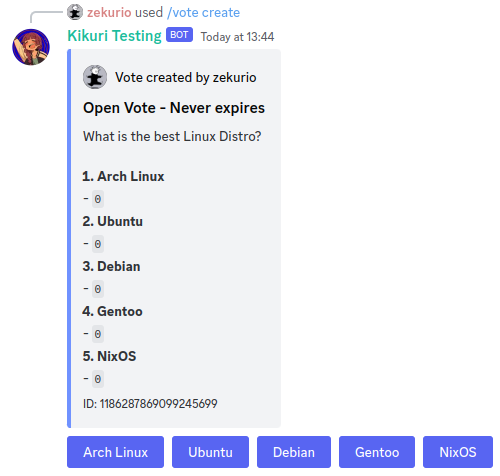 zekurio used /vote create
Kikuri Testing BOT Today at 13:44
Vote created by zekurio
Open Vote - Never expires
What is the best Linux Distro?
1. Arch Linux
- 0
2. Ubuntu
- 0
3. Debian
- 0
4. Gentoo
- 0
5. NixOS
- 0
ID: 1186287869099245699
Arch Linux Ubuntu Debian Gentoo NixOS